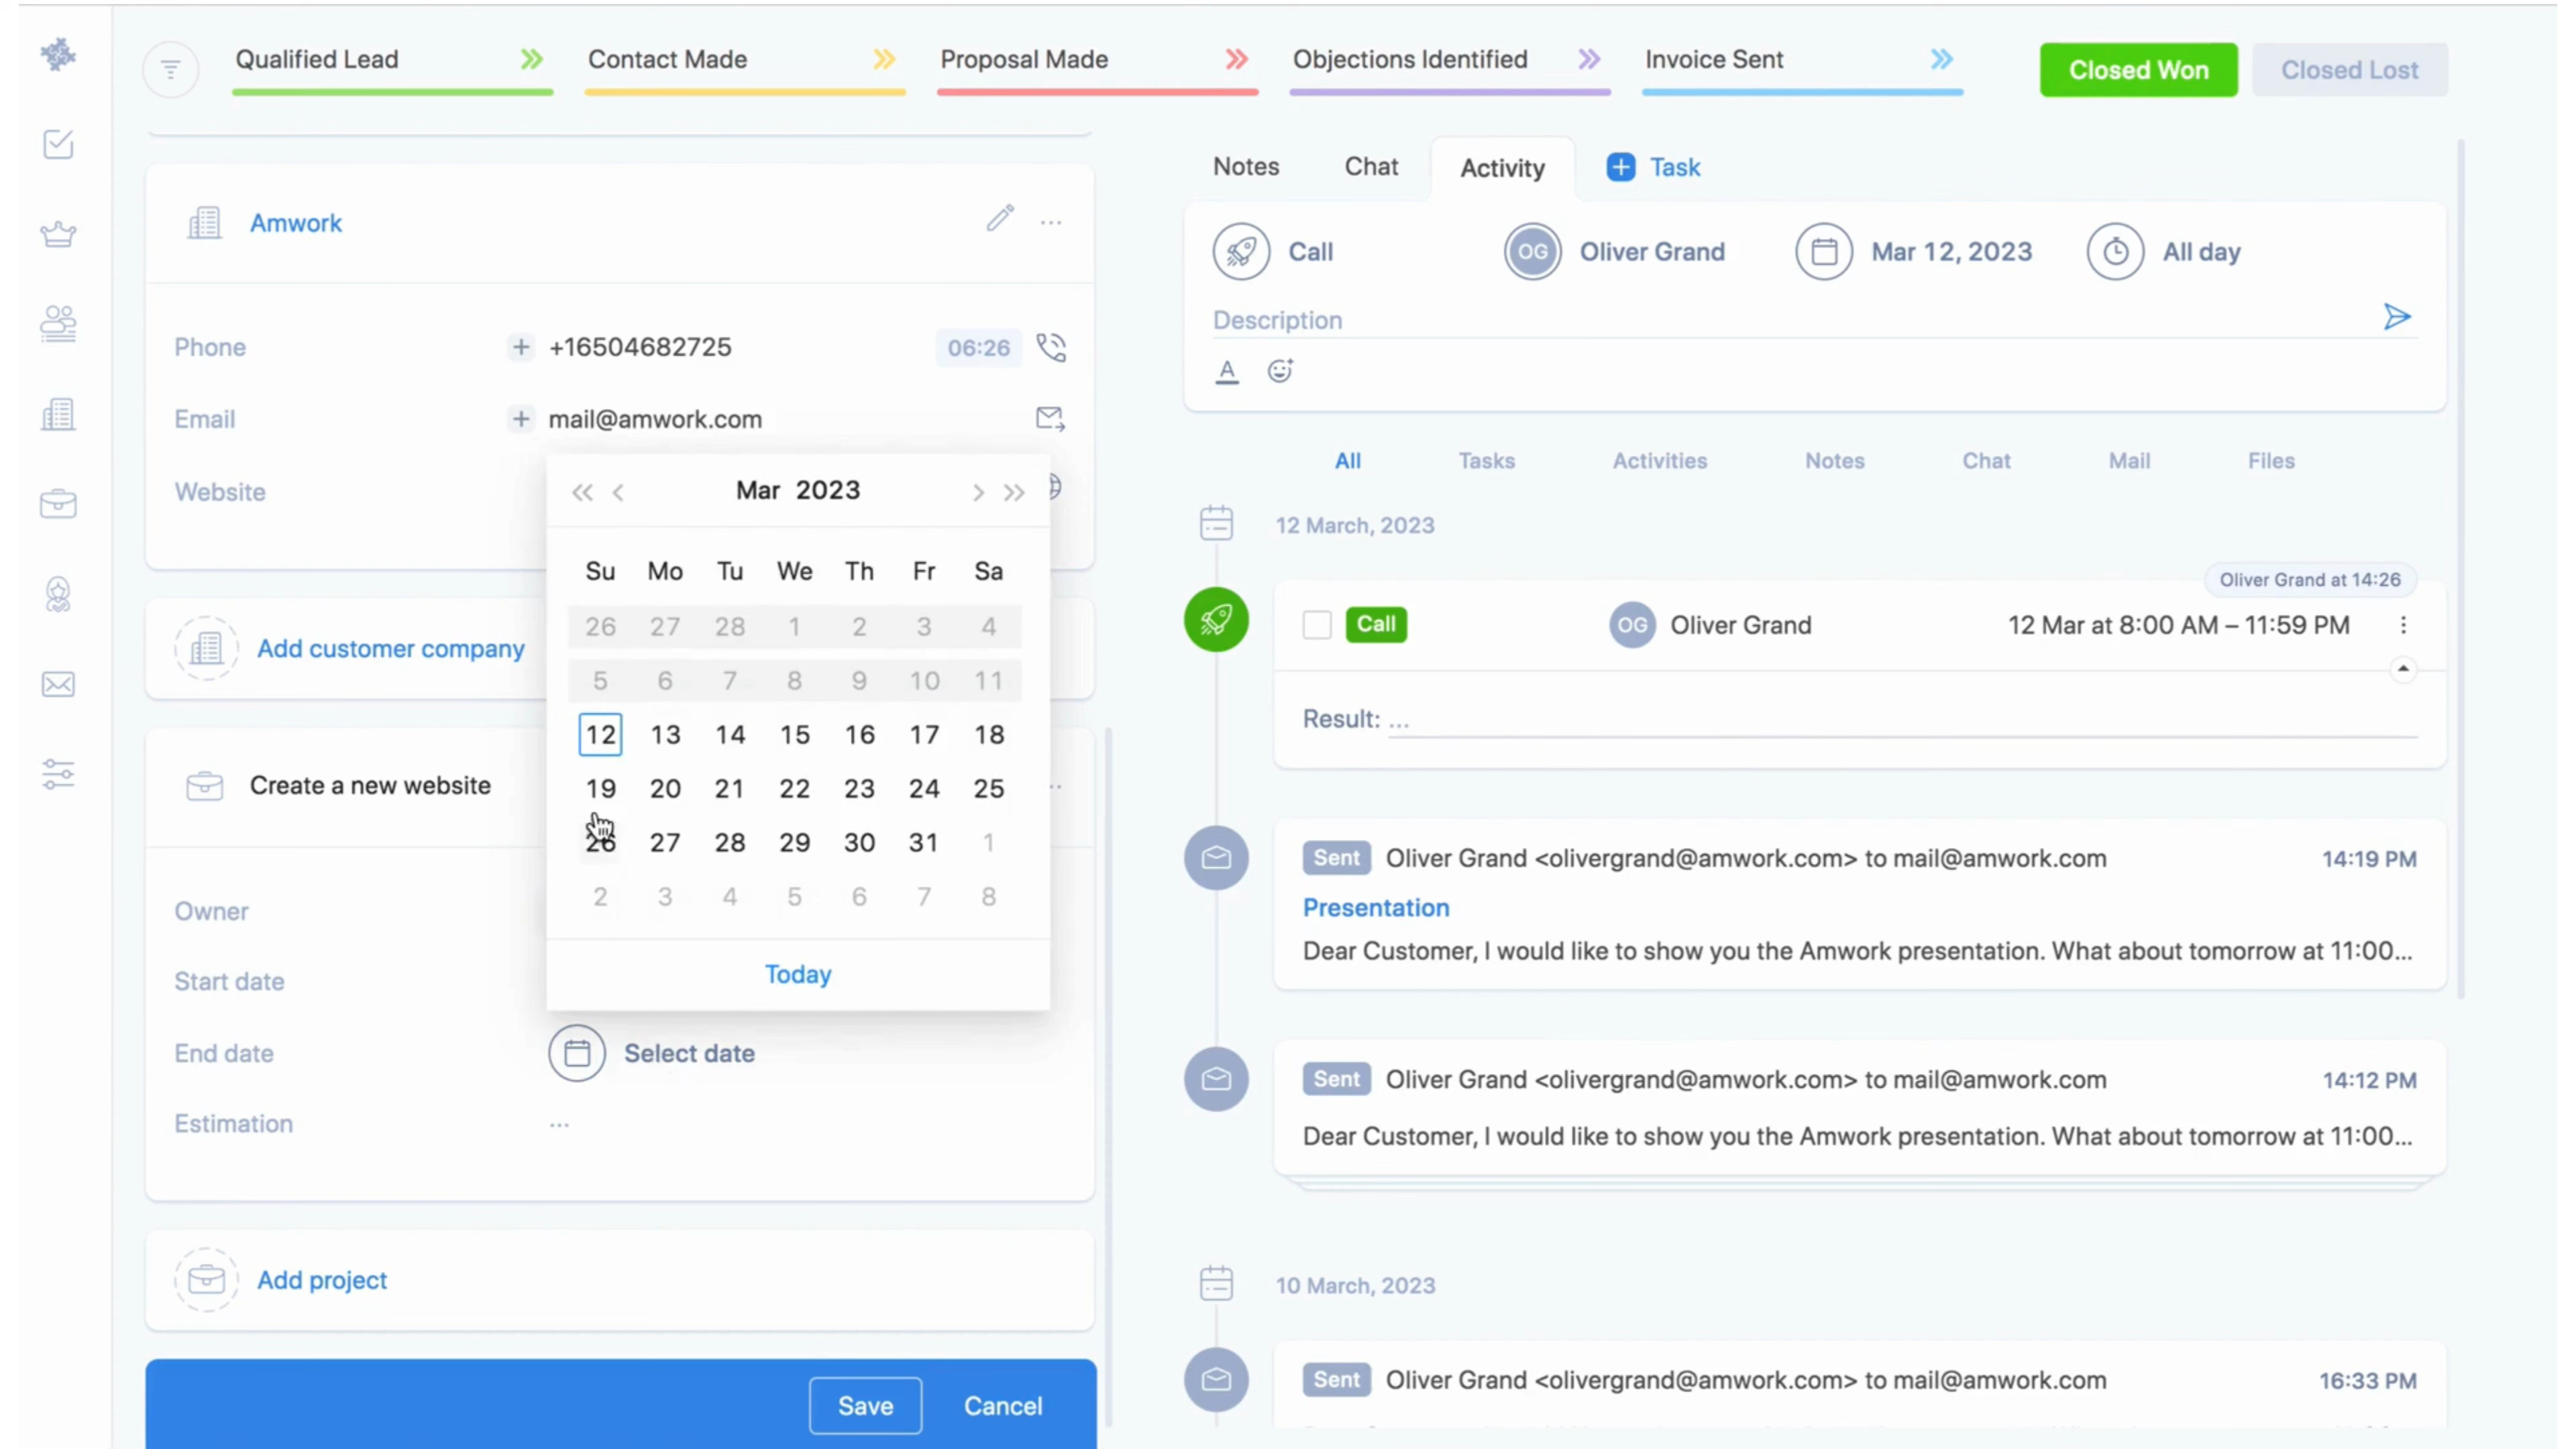 Qualified Lead
Contact Made
Proposal Made
Objections Identified
Invoice Sent
Closed Won
Closed Lost
Amwork
Phone
+16504682725
06:26
Email
mail@amwork.com
Website
Mar 2023
Su Mo Tu We Th Fr Sa
26 27 28 1 2 3 4
5 6 7 8 9 10 11
12 13 14 15 16 17 18
19 20 21 22 23 24 25
26 27 28 29 30 31 1
2 3 4 5 6 7 8
Today
Add customer company
Create a new website
Owner
Start date
End date
Select date
Estimation
...
Add project
Save
Cancel
Notes
Chat
Activity
Task
Call
OG
Oliver Grand
Mar 12, 2023
All day
Description
A
All
Tasks
Activities
Notes
Chat
Mail
Files
12 March, 2023
Oliver Grand at 14:26
Call
OG
Oliver Grand
12 Mar at 8:00 AM – 11:59 PM
Result: ...
Sent
Oliver Grand <olivergrand@amwork.com> to mail@amwork.com
14:19 PM
Presentation
Dear Customer, I would like to show you the Amwork presentation. What about tomorrow at 11:00...
Sent
Oliver Grand <olivergrand@amwork.com> to mail@amwork.com
14:12 PM
Dear Customer, I would like to show you the Amwork presentation. What about tomorrow at 11:00...
10 March, 2023
Sent
Oliver Grand <olivergrand@amwork.com> to mail@amwork.com
16:33 PM